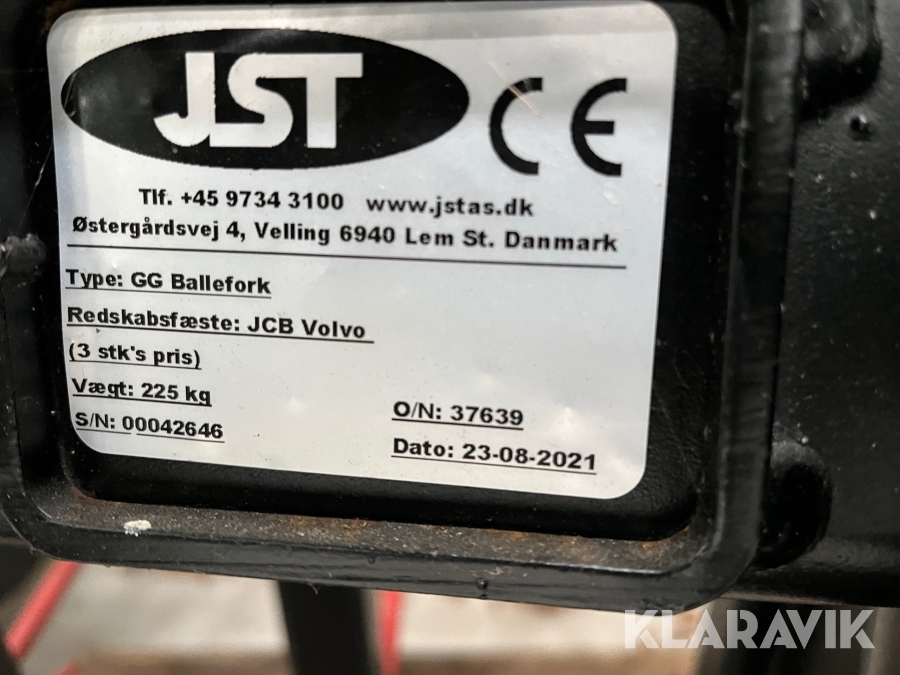 JST CE
Tlf. +45 9734 3100 www.jstas.dk
Østergårdsvej 4, Velling 6940 Lem St. Danmark
Type: GG Ballefork
Redskabsfæste: JCB Volvo
(3 stk's pris)
Vægt: 225 kg
S/N: 00042646
O/N: 37639
Dato: 23-08-2021
KLARAVIK